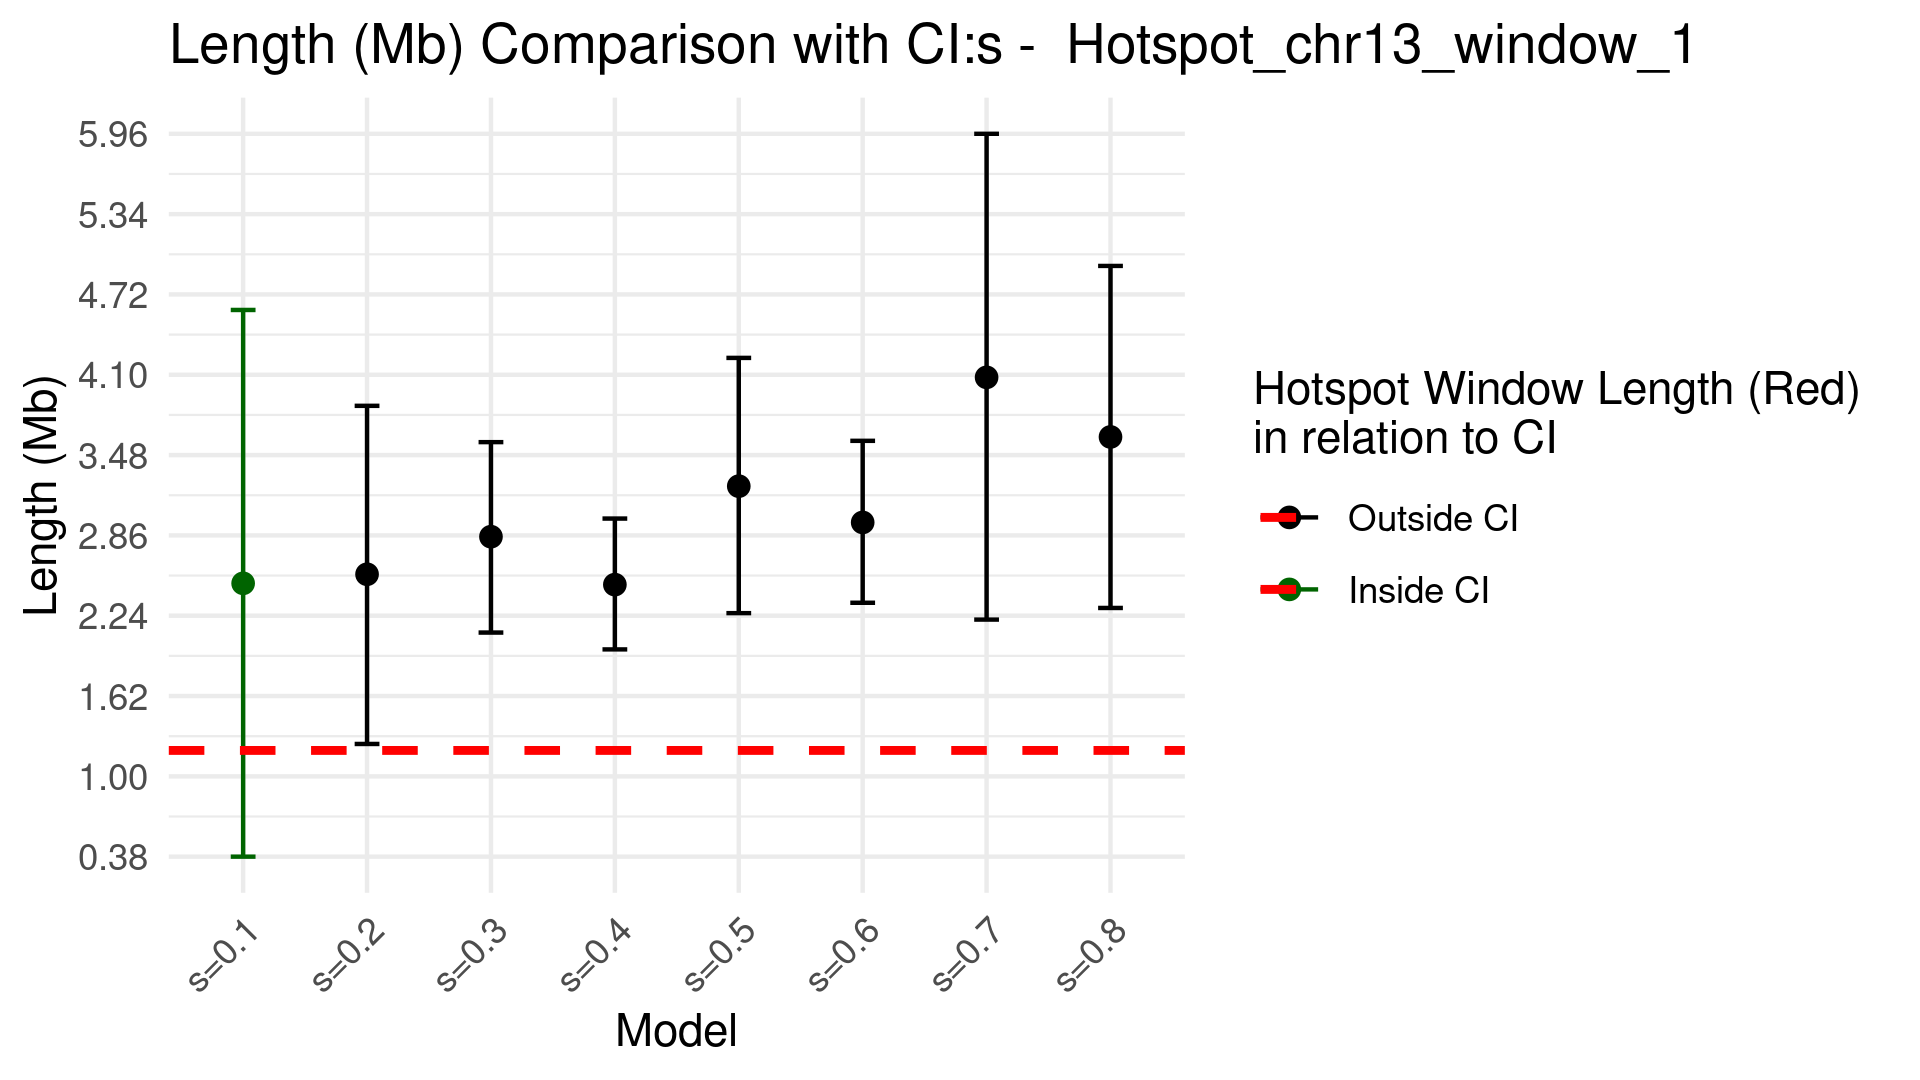 Length (Mb) Comparison with CI:s -  Hotspot_chr13_window_1
Length (Mb)
5.96
5.34
4.72
4.10
3.48
2.86
2.24
1.62
1.00
0.38
s=0.1
s=0.2
s=0.3
s=0.4
s=0.5
s=0.6
s=0.7
s=0.8
Model
Hotspot Window Length (Red)
in relation to CI
Outside CI
Inside CI